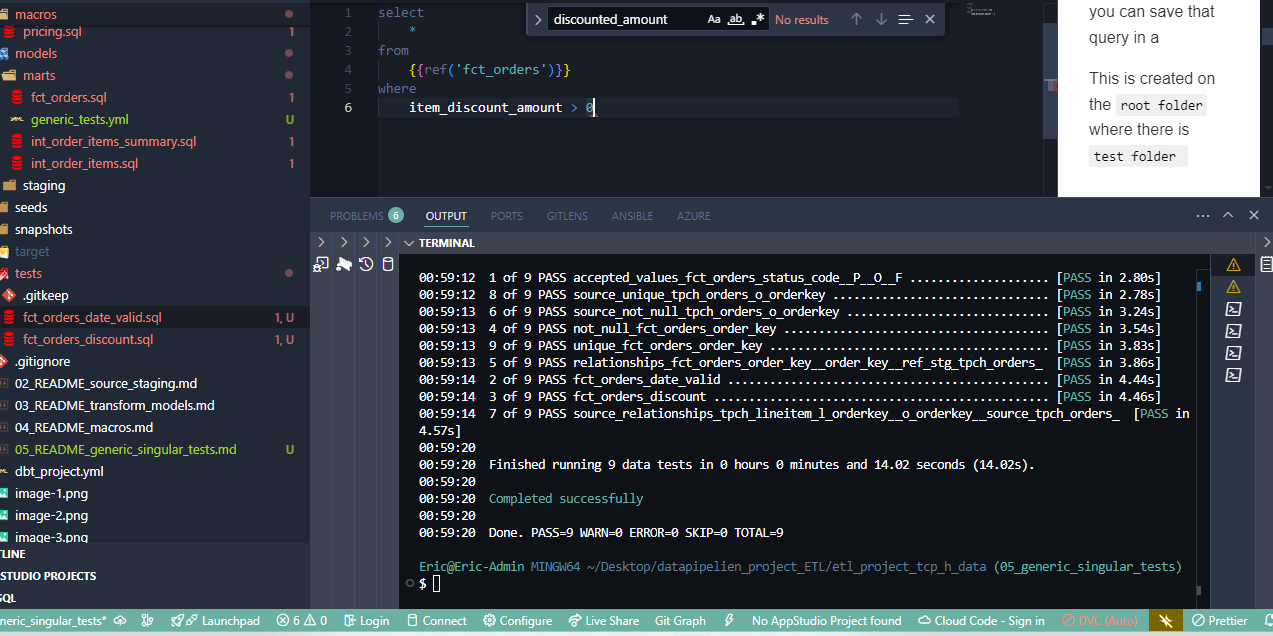 macros
pricing.sql 1
models
marts
fct_orders.sql 1
generic_tests.yml U
int_order_items_summary.sql 1
int_order_items.sql 1
staging
seeds
snapshots
target
tests
.gitkeep
fct_orders_date_valid.sql 1, U
fct_orders_discount.sql 1, U
.gitignore
02_README_source_staging.md
03_README_transform_models.md
04_README_macros.md
05_README_generic_singular_tests.md U
dbt_project.yml
image-1.png
image-2.png
image-3.png
TLINE
STUDIO PROJECTS
SQL
1 select
2 *
3 from
4 {{ref('fct_orders')}}
5 where
6 item_discount_amount > 0
discounted_amount Aa ab .* No results
you can save that
query in a
This is created on
the root folder
where there is
test folder
PROBLEMS 6 OUTPUT PORTS GITLENS ANSIBLE AZURE
TERMINAL
00:59:12 1 of 9 PASS accepted_values_fct_orders_status_code__P__O__F .................... [PASS in 2.80s]
00:59:12 8 of 9 PASS source_unique_tpch_orders_o_orderkey ............................... [PASS in 2.78s]
00:59:13 6 of 9 PASS source_not_null_tpch_orders_o_orderkey ............................. [PASS in 3.24s]
00:59:13 4 of 9 PASS not_null_fct_orders_order_key ...................................... [PASS in 3.54s]
00:59:13 9 of 9 PASS unique_fct_orders_order_key ........................................ [PASS in 3.83s]
00:59:13 5 of 9 PASS relationships_fct_orders_order_key__order_key__ref_stg_tpch_orders_ [PASS in 3.86s]
00:59:14 2 of 9 PASS fct_orders_date_valid .............................................. [PASS in 4.44s]
00:59:14 3 of 9 PASS fct_orders_discount ................................................ [PASS in 4.46s]
00:59:14 7 of 9 PASS source_relationships_tpch_lineitem_l_orderkey__o_orderkey__source_tpch_orders_ [PASS in
4.57s]
00:59:20
00:59:20 Finished running 9 data tests in 0 hours 0 minutes and 14.02 seconds (14.02s).
00:59:20
00:59:20 Completed successfully
00:59:20
00:59:20 Done. PASS=9 WARN=0 ERROR=0 SKIP=0 TOTAL=9
Eric@Eric-Admin MINGW64 ~/Desktop/datapipelien_project_ETL/etl_project_tcp_h_data (05_generic_singular_tests)
$
neric_singular_tests* Launchpad 6 0 Login Connect Configure Live Share Git Graph No AppStudio Project found Cloud Code - Sign in DVC (Auto) Prettier